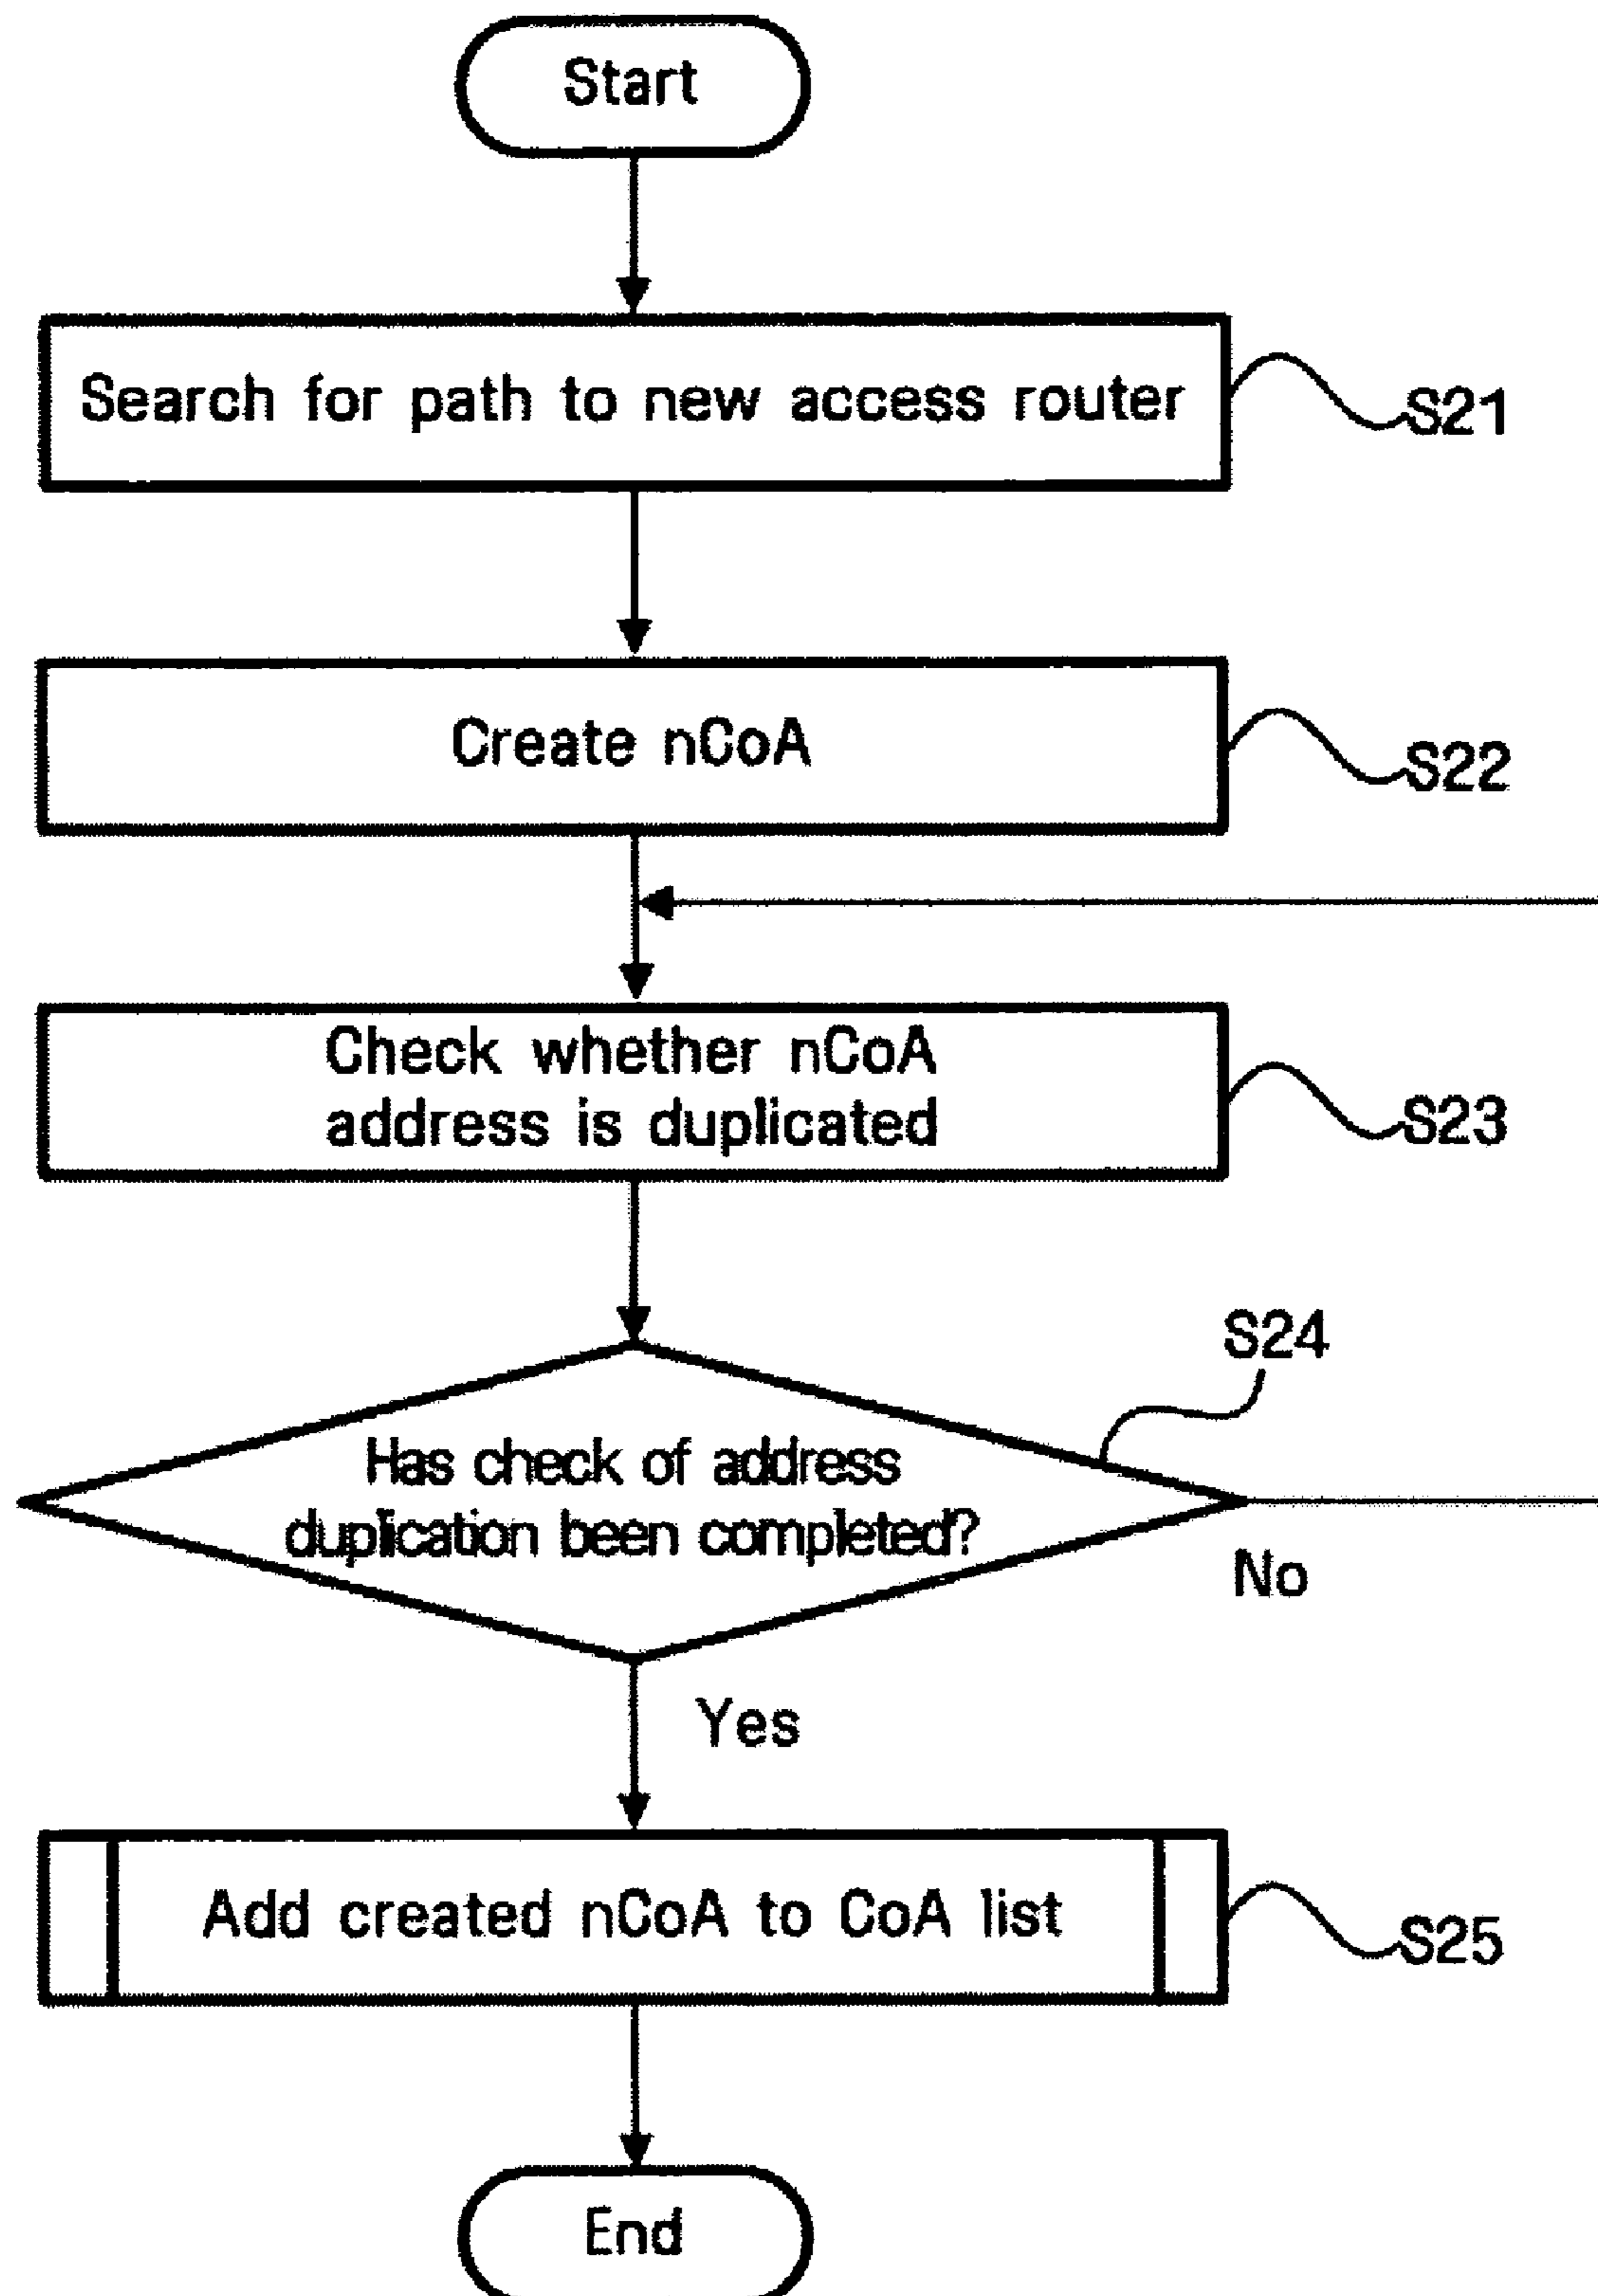 Start
Search for path to new access router
S21
Create nCoA
S22
Check whether nCoA
address is duplicated
S23
S24
Has check of address
duplication been completed?
No
Yes
Add created nCoA to CoA list
S25
End